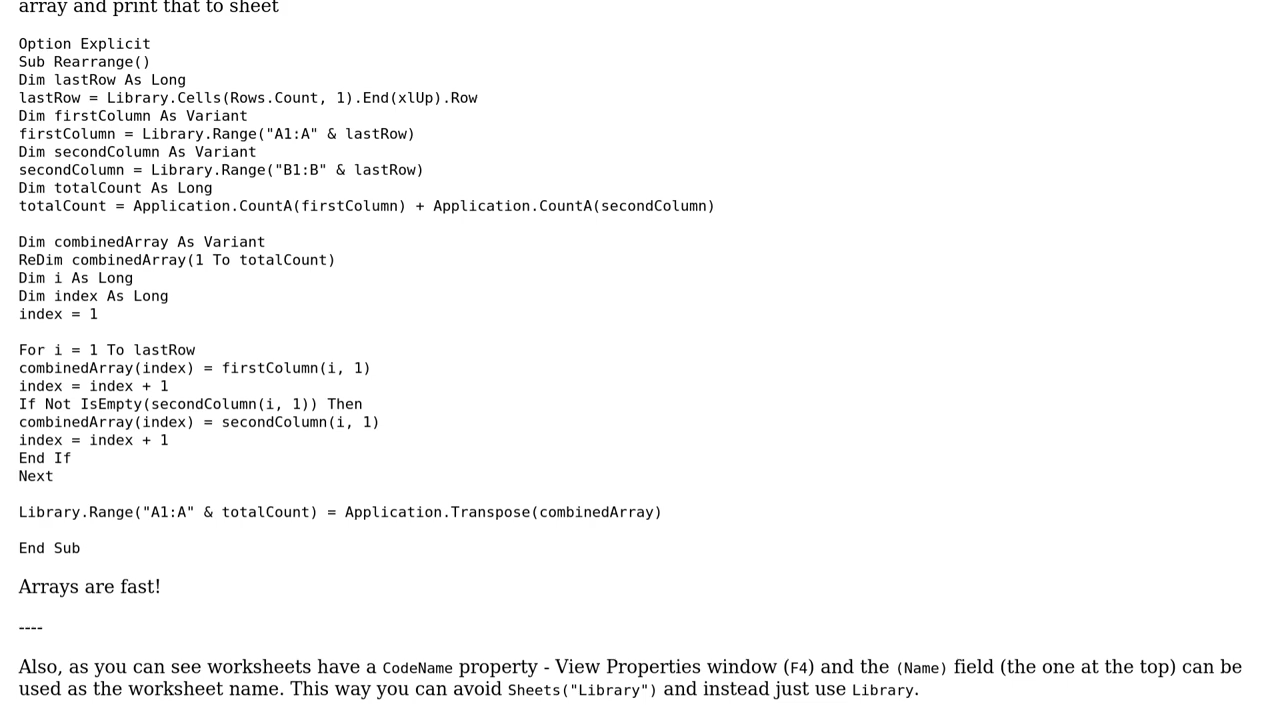 array and print that to sheet
Option Explicit
Sub Rearrange()
Dim lastRow As Long
lastRow = Library.Cells(Rows.Count, 1).End(xlUp).Row
Dim firstColumn As Variant
firstColumn = Library.Range("A1:A" & lastRow)
Dim secondColumn As Variant
secondColumn = Library.Range("B1:B" & lastRow)
Dim totalCount As Long
totalCount = Application.CountA(firstColumn) + Application.CountA(secondColumn)
Dim combinedArray As Variant
ReDim combinedArray(1 To totalCount)
Dim i As Long
Dim index As Long
index = 1
For i = 1 To lastRow
combinedArray(index) = firstColumn(i, 1)
index = index + 1
If Not IsEmpty(secondColumn(i, 1)) Then
combinedArray(index) = secondColumn(i, 1)
index = index + 1
End If
Next
Library.Range("A1:A" & totalCount) = Application.Transpose(combinedArray)
End Sub
Arrays are fast!
----
Also, as you can see worksheets have a CodeName property - View Properties window (F4) and the (Name) field (the one at the top) can be
used as the worksheet name. This way you can avoid Sheets("Library") and instead just use Library.